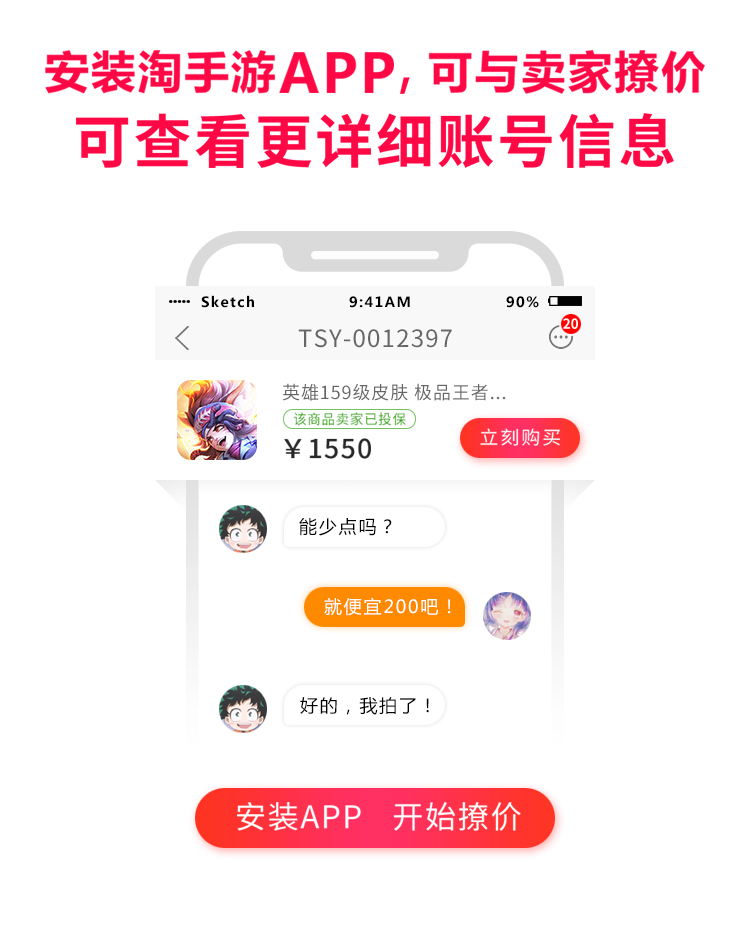 安装淘手游APP, 可与卖家撩价
可查看更详细账号信息
Sketch 9:41AM 90%
TSY-0012397 20
英雄159级皮肤 极品王者...
该商品卖家已投保
￥1550 立刻购买
能少点吗？
就便宜200吧！
好的，我拍了！
安装APP 开始撩价